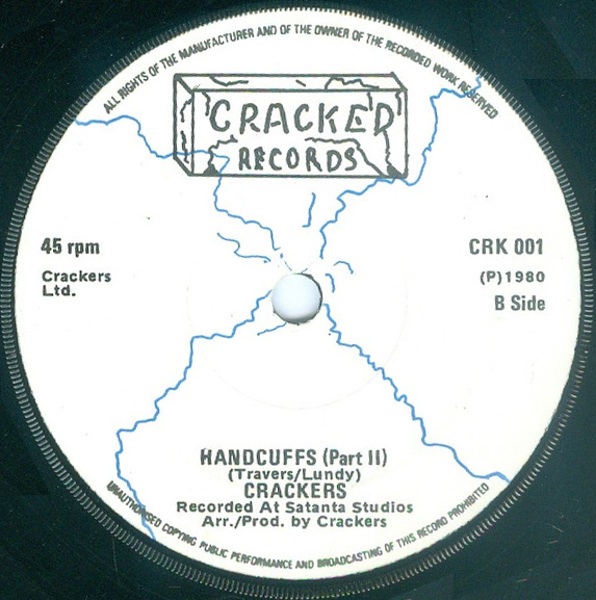 ALL RIGHTS OF THE MANUFACTURER AND OF THE OWNER OF THE RECORDED WORK RESERVED
CRACKED
RECORDS
45 rpm
Crackers
Ltd.
CRK 001
(P)1980
B Side
HANDCUFFS (Part II)
(Travers/Lundy)
CRACKERS
Recorded At Satanta Studios
Arr./Prod. by Crackers
UNAUTHORISED COPYING PUBLIC PERFORMANCE AND BROADCASTING OF THIS RECORD PROHIBITED